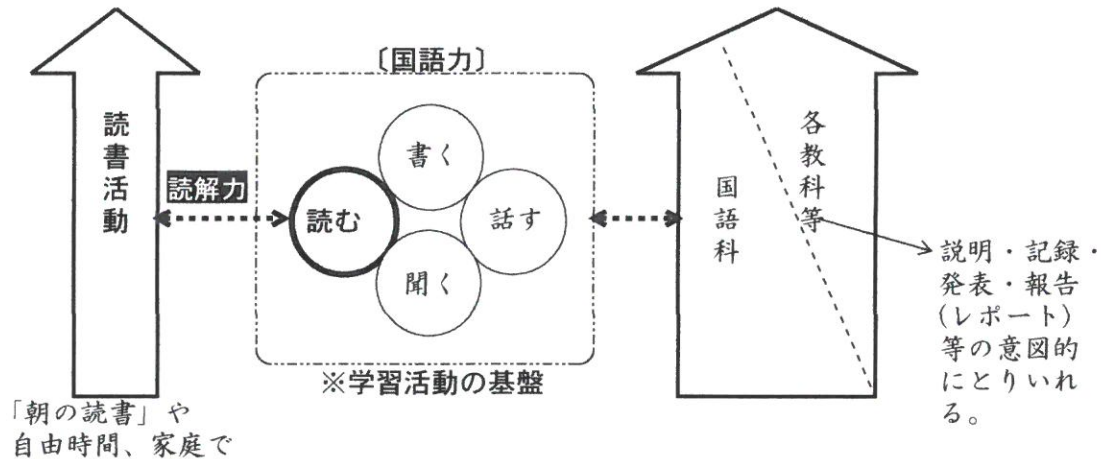 〔国語力〕
読書活動
読解力
読む
書く
話す
聞く
※学習活動の基盤
国語科
各教科等
説明・記録・
発表・報告
(レポート)
等の意図的
にとりいれ
る。
「朝の読書」や
自由時間、家庭で